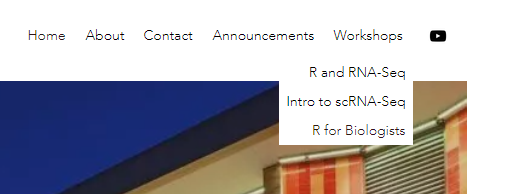 Home About Contact Announcements Workshops
R and RNA-Seq
Intro to scRNA-Seq
R for Biologists